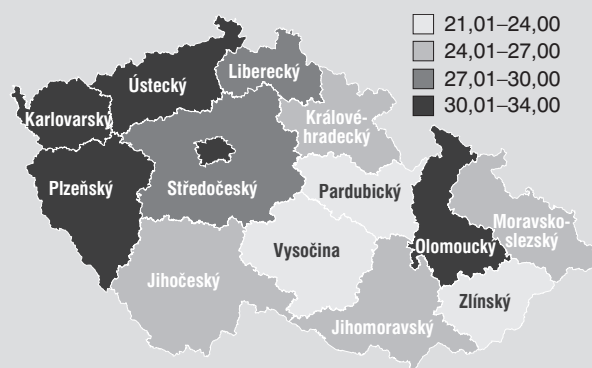 21,01–24,00
24,01–27,00
27,01–30,00
30,01–34,00
Ústecký
Liberecký
Karlovarský
Králové-
hradecký
Plzeňský
Středočeský
Pardubický
Moravsko-
slezský
Olomoucký
Vysočina
Jihočeský
Zlínský
Jihomoravský